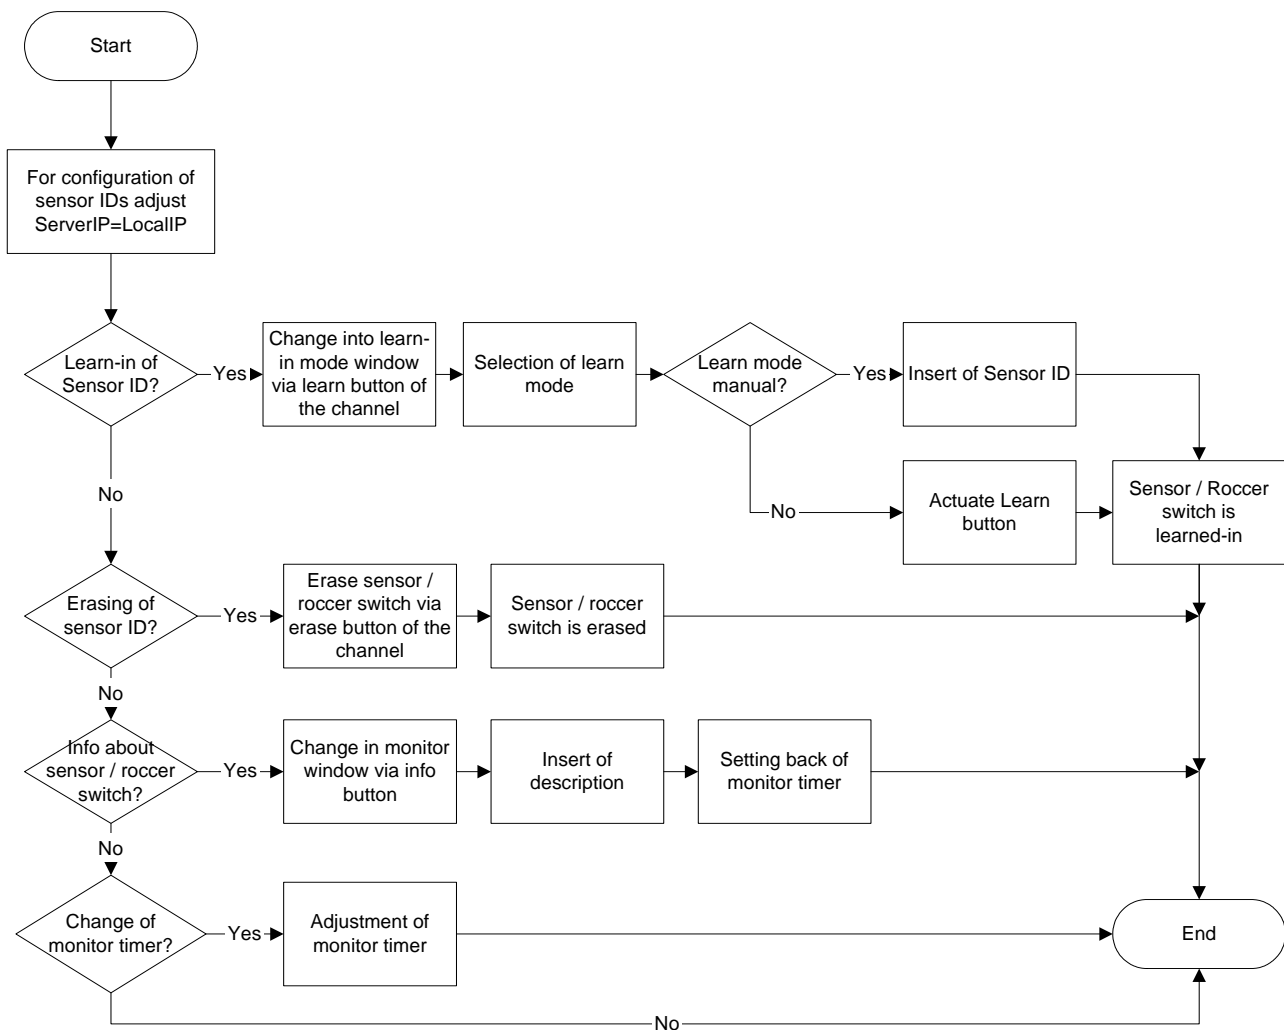 Start
For configuration of
sensor IDs adjust
ServerIP=LocalIP
Learn-in of
Sensor ID?
Yes
Change into learn-
in mode window
via learn button of
the channel
Selection of learn
mode
Learn mode
manual?
Yes
Insert of Sensor ID
No
No
Actuate Learn
button
Sensor / Roccer
switch is
learned-in
Erasing of
sensor ID?
Yes
Erase sensor /
roccer switch via
erase button of the
channel
Sensor / roccer
switch is erased
No
Info about
sensor / roccer
switch?
Yes
Change in monitor
window via info
button
Insert of
description
Setting back of
monitor timer
No
Change of
monitor timer?
Yes
Adjustment of
monitor timer
End
No